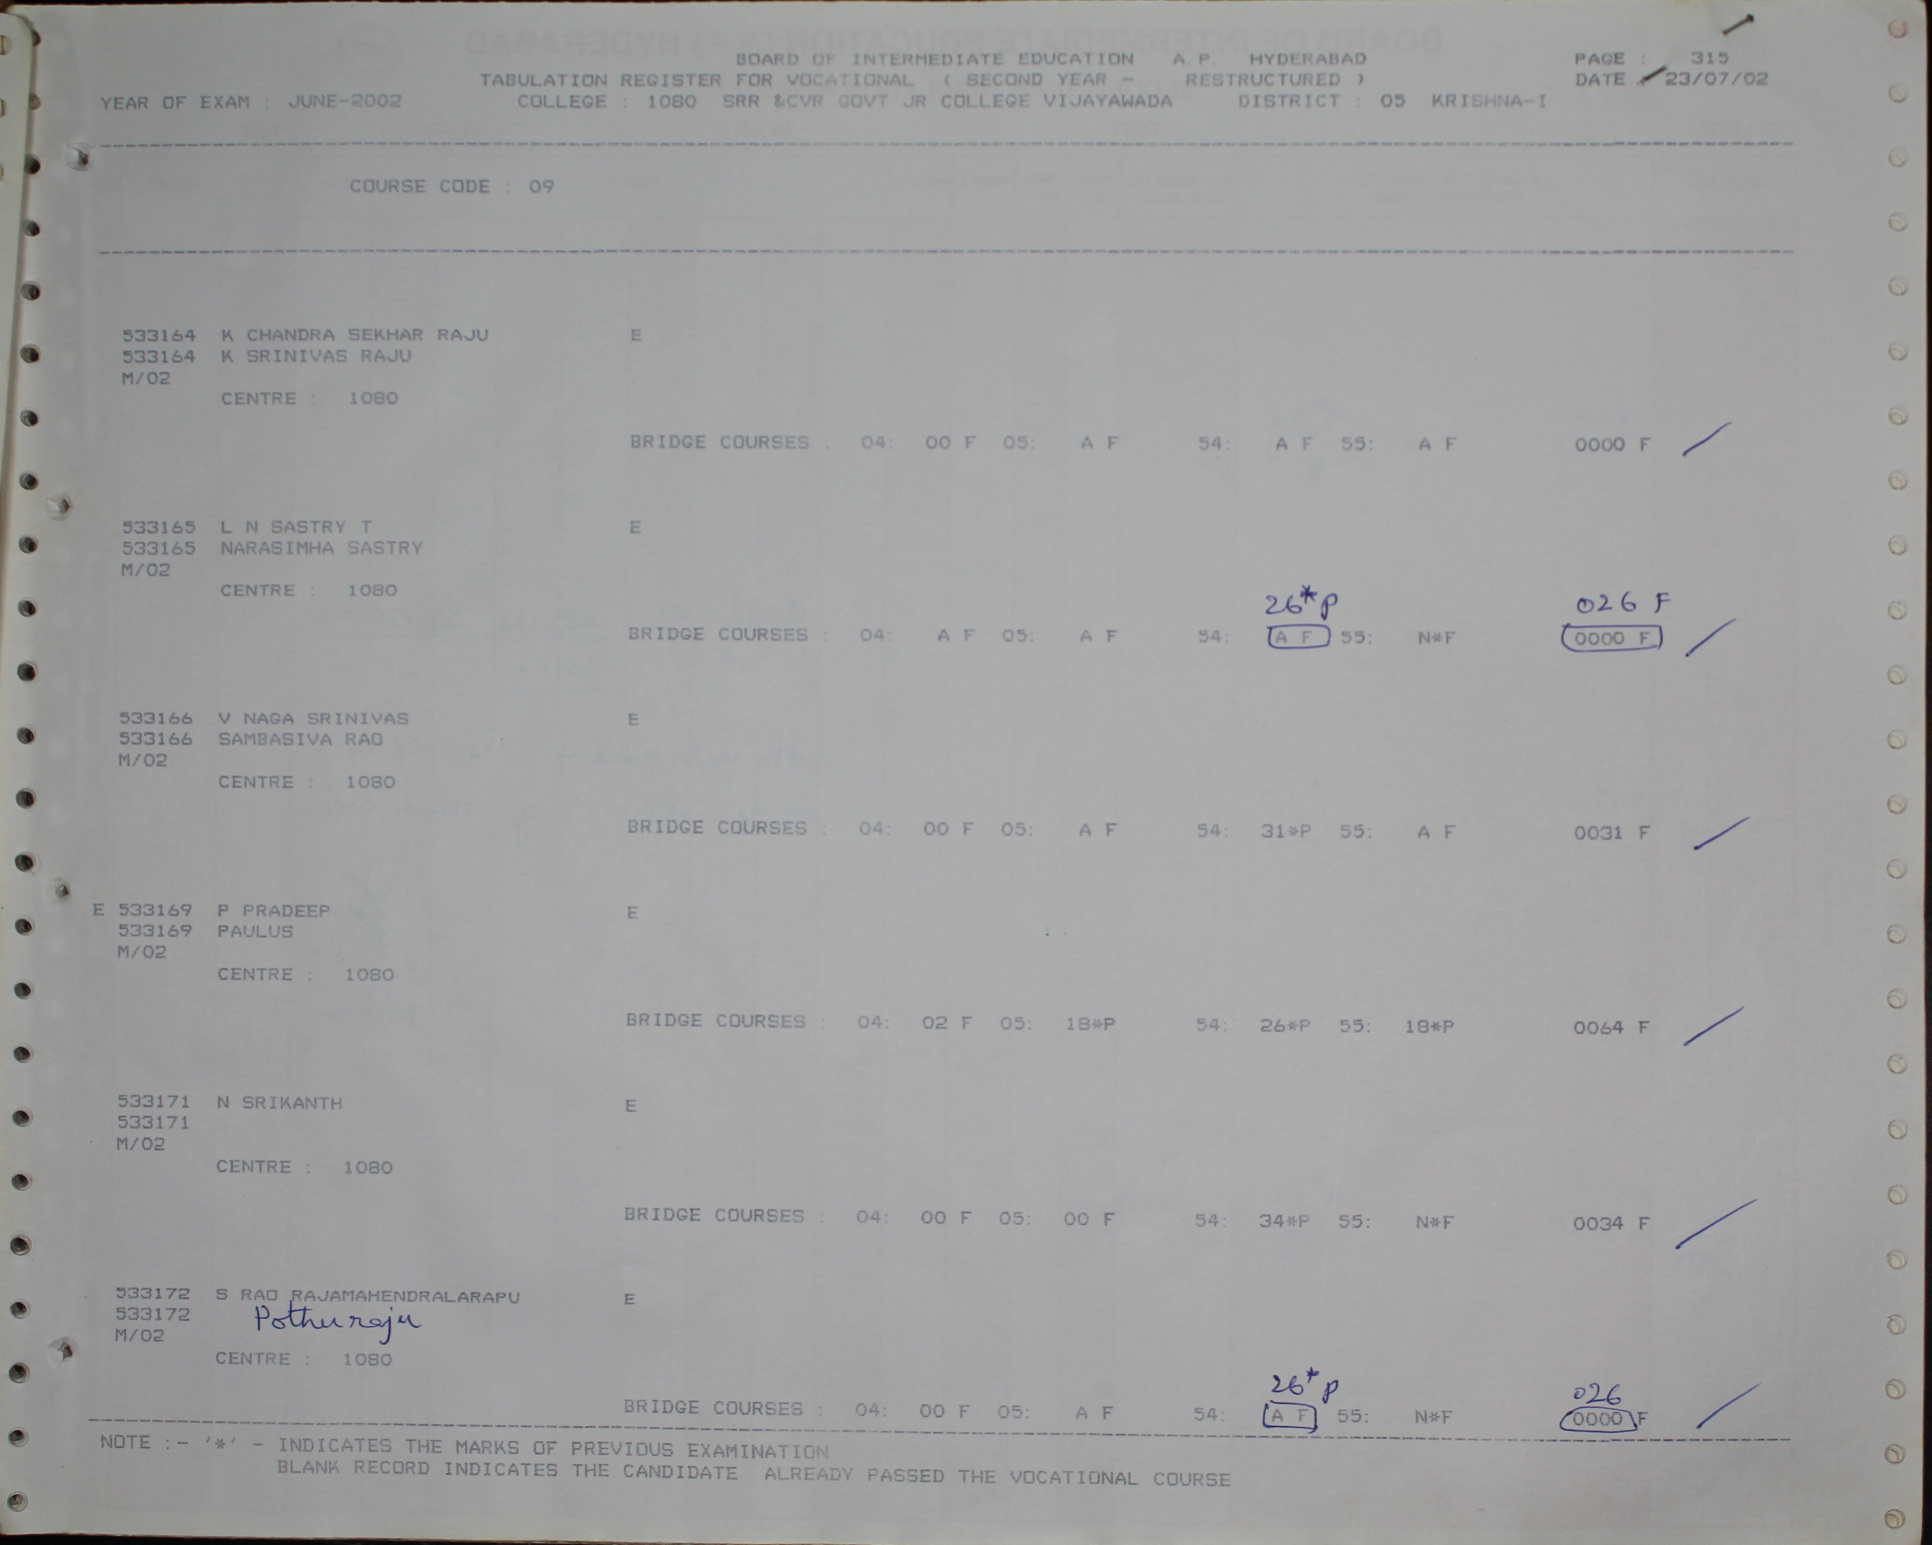 BOARD OF INTERMEDIATE EDUCATION A.P. HYDERABAD PAGE : 315
TABULATION REGISTER FOR VOCATIONAL ( SECOND YEAR - RESTRUCTURED ) DATE 23/07/02
YEAR OF EXAM : JUNE-2002 COLLEGE : 1080 SRR &CVR GOVT JR COLLEGE VIJAYAWADA DISTRICT : 05 KRISHNA-I
COURSE CODE : 09
533164 K CHANDRA SEKHAR RAJU E
533164 K SRINIVAS RAJU
M/02
CENTRE : 1080
BRIDGE COURSES : 04: 00 F 05: A F 54: A F 55: A F 0000 F
533165 L N SASTRY T E
533165 NARASIMHA SASTRY
M/02
CENTRE : 1080
26*P 026 F
BRIDGE COURSES : 04: A F 05: A F 54: A F 55: N*F 0000 F
533166 V NAGA SRINIVAS E
533166 SAMBASIVA RAO
M/02
CENTRE : 1080
BRIDGE COURSES : 04: 00 F 05: A F 54: 31*P 55: A F 0031 F
E 533169 P PRADEEP E
533169 PAULUS
M/02
CENTRE : 1080
BRIDGE COURSES : 04: 02 F 05: 18*P 54: 26*P 55: 18*P 0064 F
533171 N SRIKANTH E
533171
M/02
CENTRE : 1080
BRIDGE COURSES : 04: 00 F 05: 00 F 54: 34*P 55: N*F 0034 F
533172 S RAO RAJAMAHENDRALARAPU E
533172 Pothuraju
M/02
CENTRE : 1080
26*P 026
BRIDGE COURSES : 04: 00 F 05: A F 54: A F 55: N*F 0000 F
NOTE :- '*' - INDICATES THE MARKS OF PREVIOUS EXAMINATION
BLANK RECORD INDICATES THE CANDIDATE ALREADY PASSED THE VOCATIONAL COURSE